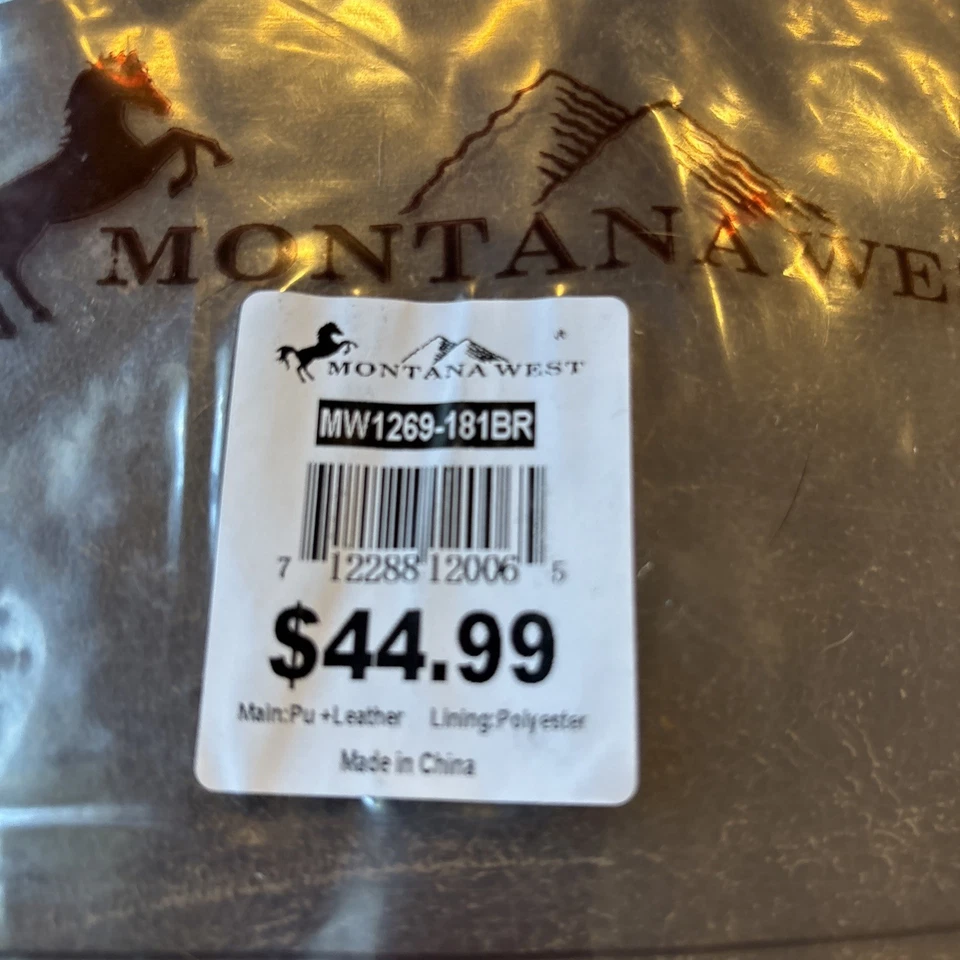 MONTANA WES
MONTANA WEST®
MW1269-181BR
7 12288 12006 5
$44.99
Main:Pu +Leather Lining:Polyester
Made in China